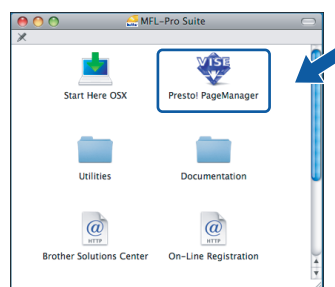 MFL-Pro Suite
VISE
Start Here OSX
Presto! PageManager
Utilities
Documentation
@
HTTP
@
HTTP
Brother Solutions Center
On-Line Registration